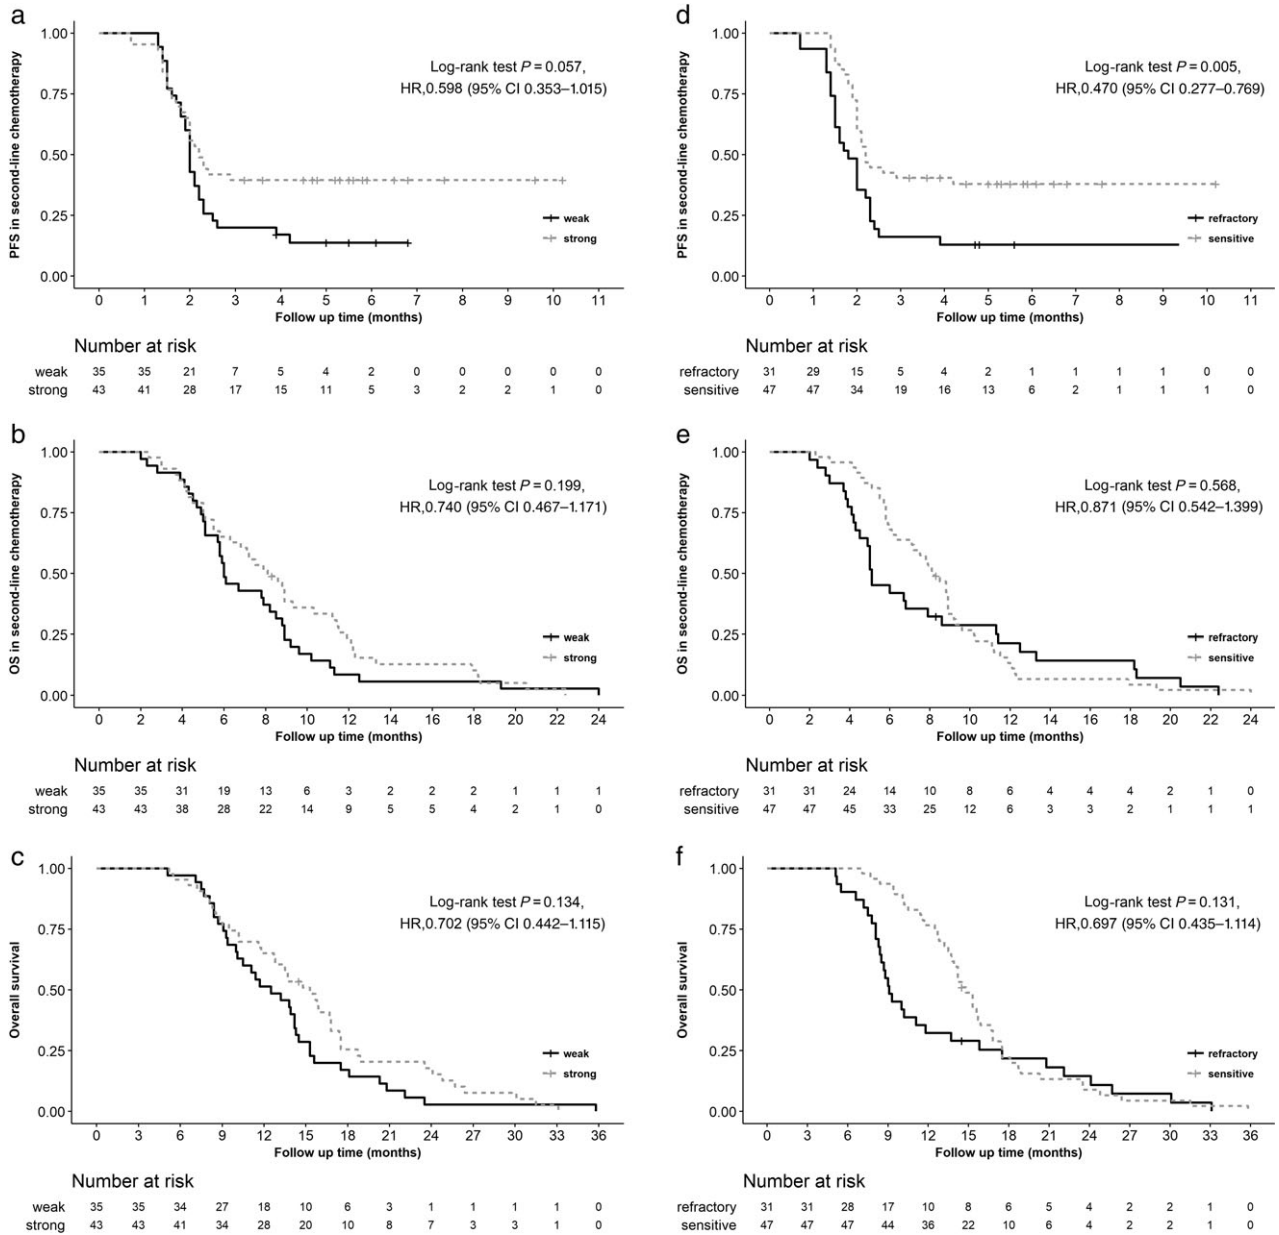 a
PFS in second-line chemotherapy
1.00
0.75
0.50
0.25
0.00
Log-rank test P = 0.057,
HR,0.598 (95% CI 0.353–1.015)
weak
strong
0 1 2 3 4 5 6 7 8 9 10 11
Follow up time (months)
Number at risk
weak 35 35 21 7 5 4 2 0 0 0 0 0
strong 43 41 28 17 15 11 5 3 2 2 1 0
d
PFS in second-line chemotherapy
1.00
0.75
0.50
0.25
0.00
Log-rank test P = 0.005,
HR,0.470 (95% CI 0.277–0.769)
refractory
sensitive
0 1 2 3 4 5 6 7 8 9 10 11
Follow up time (months)
Number at risk
refractory 31 29 15 5 4 2 1 1 1 1 0 0
sensitive 47 47 34 19 16 13 6 2 1 1 1 0
b
OS in second-line chemotherapy
1.00
0.75
0.50
0.25
0.00
Log-rank test P = 0.199,
HR,0.740 (95% CI 0.467–1.171)
weak
strong
0 2 4 6 8 10 12 14 16 18 20 22 24
Follow up time (months)
Number at risk
weak 35 35 31 19 13 6 3 2 2 2 1 1 1
strong 43 43 38 28 22 14 9 5 5 4 2 1 0
e
OS in second-line chemotherapy
1.00
0.75
0.50
0.25
0.00
Log-rank test P = 0.568,
HR,0.871 (95% CI 0.542–1.399)
refractory
sensitive
0 2 4 6 8 10 12 14 16 18 20 22 24
Follow up time (months)
Number at risk
refractory 31 31 24 14 10 8 6 4 4 4 2 1 0
sensitive 47 47 45 33 25 12 6 3 3 2 1 1 1
c
Overall survival
1.00
0.75
0.50
0.25
0.00
Log-rank test P = 0.134,
HR,0.702 (95% CI 0.442–1.115)
weak
strong
0 3 6 9 12 15 18 21 24 27 30 33 36
Follow up time (months)
Number at risk
weak 35 35 34 27 18 10 6 3 1 1 1 1 0
strong 43 43 41 34 28 20 10 8 7 3 3 1 0
f
Overall survival
1.00
0.75
0.50
0.25
0.00
Log-rank test P = 0.131,
HR,0.697 (95% CI 0.435–1.114)
refractory
sensitive
0 3 6 9 12 15 18 21 24 27 30 33 36
Follow up time (months)
Number at risk
refractory 31 31 28 17 10 8 6 5 4 2 2 1 0
sensitive 47 47 47 44 36 22 10 6 4 2 2 1 0